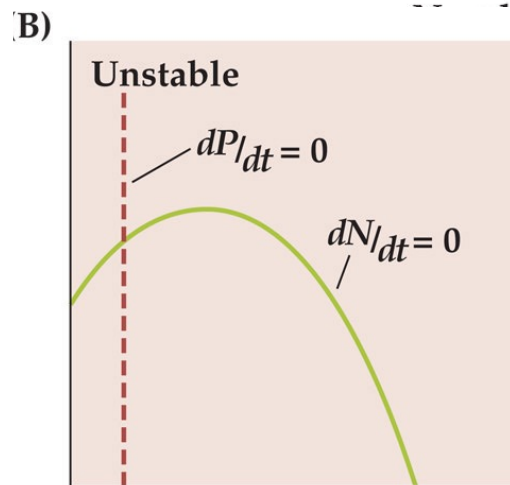 (B)
Unstable
dP/dt = 0
dN/dt = 0